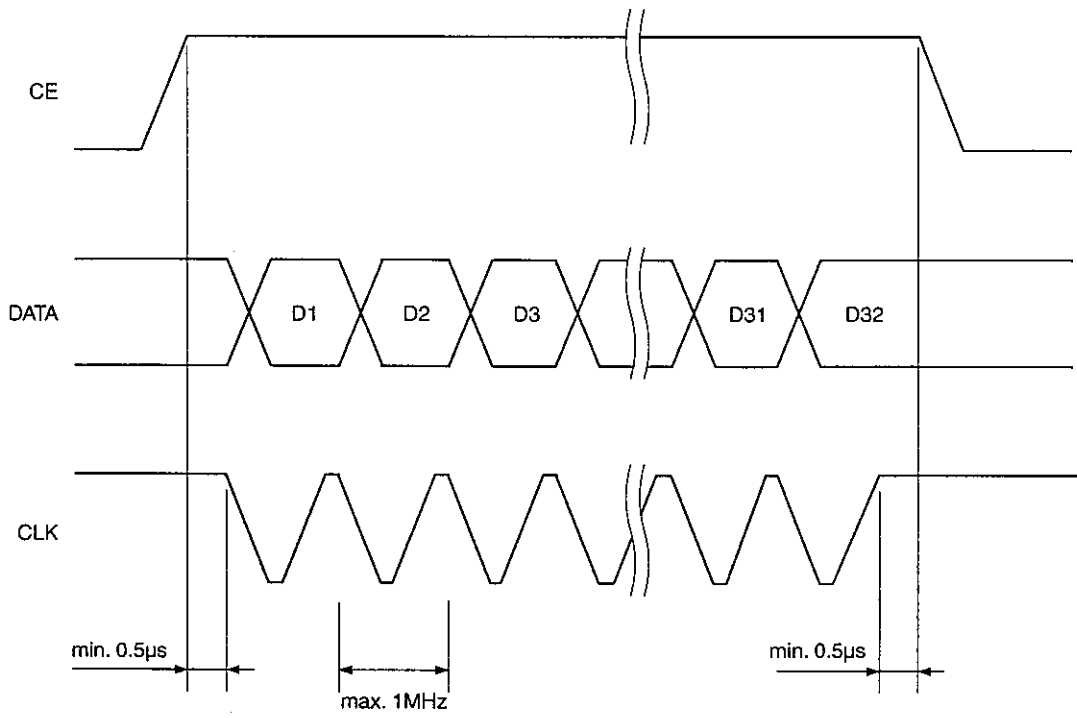 CE
DATA
D1 D2 D3 D31 D32
CLK
min. 0.5µs
max. 1MHz
min. 0.5µs